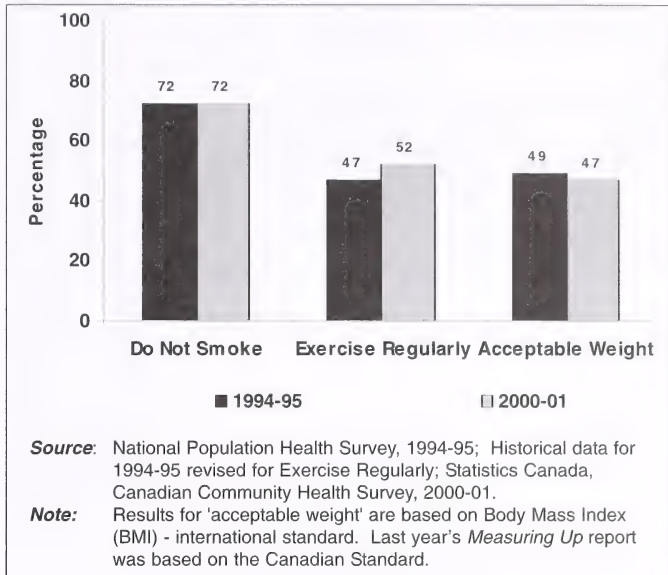 100
80
60
40
20
0
Percentage
72 72
47 52
49 47
Do Not Smoke Exercise Regularly Acceptable Weight
1994-95 2000-01
Source: National Population Health Survey, 1994-95; Historical data for
1994-95 revised for Exercise Regularly; Statistics Canada,
Canadian Community Health Survey, 2000-01.
Note: Results for 'acceptable weight' are based on Body Mass Index
(BMI) - international standard. Last year's Measuring Up report
was based on the Canadian Standard.